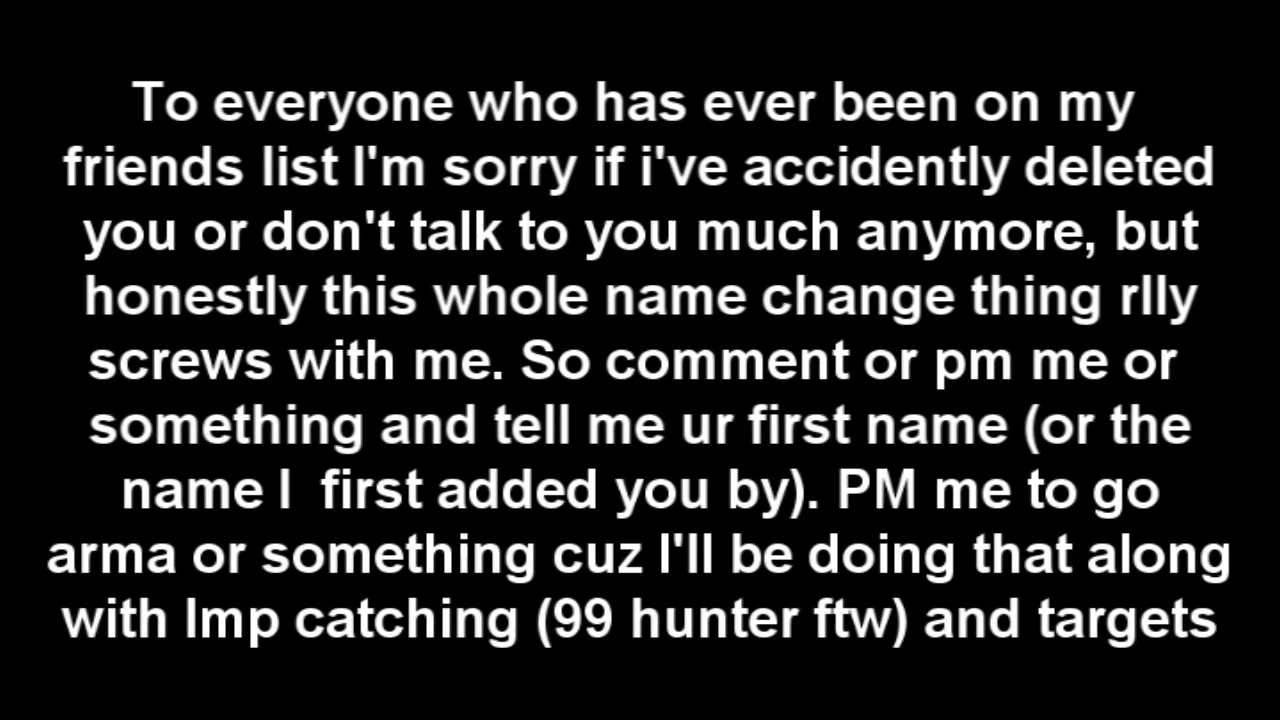 To everyone who has ever been on my
friends list I'm sorry if i've accidently deleted
you or don't talk to you much anymore, but
honestly this whole name change thing rlly
screws with me. So comment or pm me or
something and tell me ur first name (or the
name I  first added you by). PM me to go
arma or something cuz I'll be doing that along
with Imp catching (99 hunter ftw) and targets